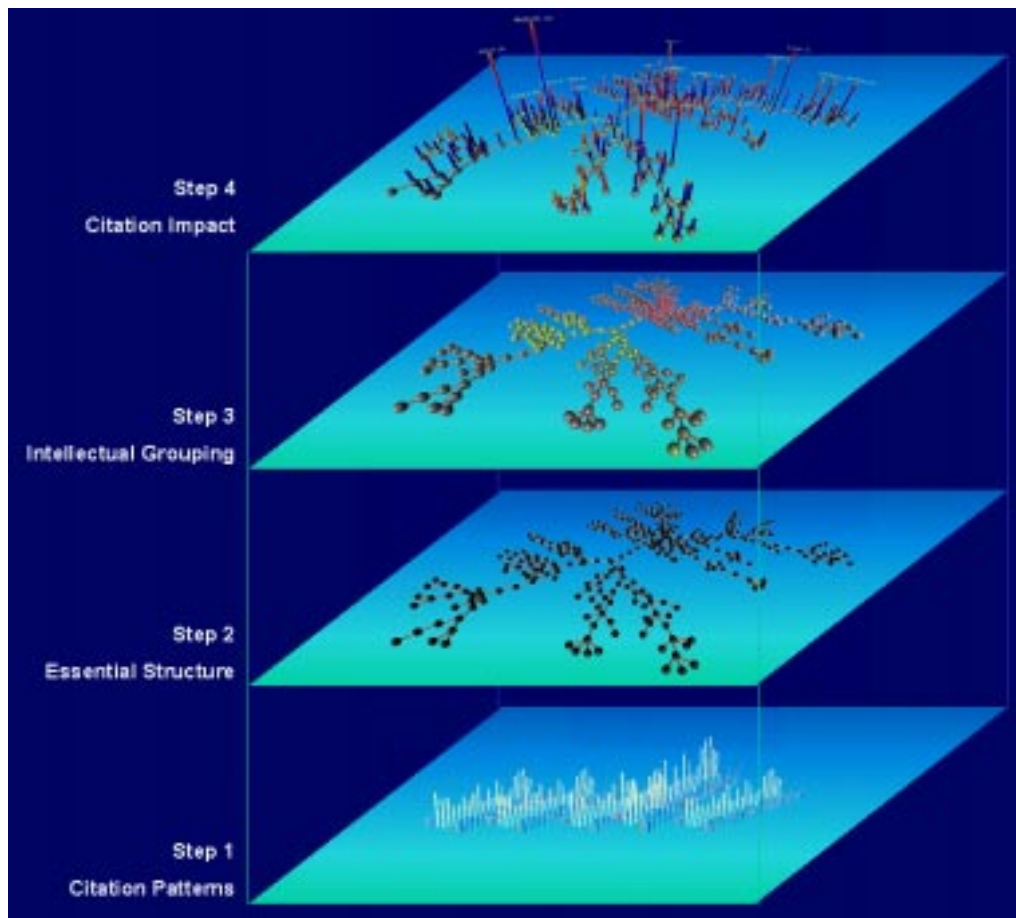 Step 4
Citation Impact
Step 3
Intellectual Grouping
Step 2
Essential Structure
Step 1
Citation Patterns